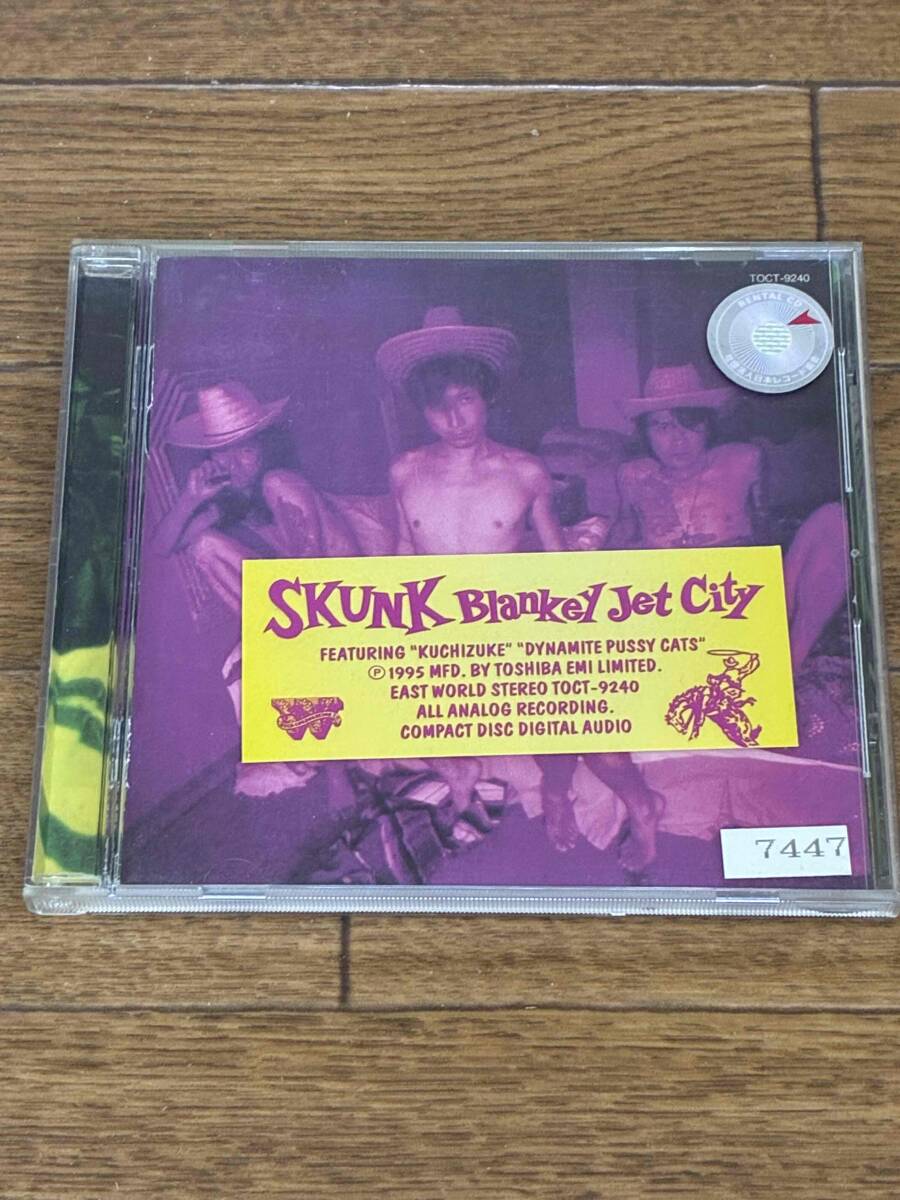 TOCT-9240
RENTAL CD
SKUNK Blankey Jet City
FEATURING "KUCHIZUKE" "DYNAMITE PUSSY CATS"
Ⓟ 1995 MFD. BY TOSHIBA EMI LIMITED.
EAST WORLD STEREO TOCT-9240
ALL ANALOG RECORDING.
COMPACT DISC DIGITAL AUDIO
7447